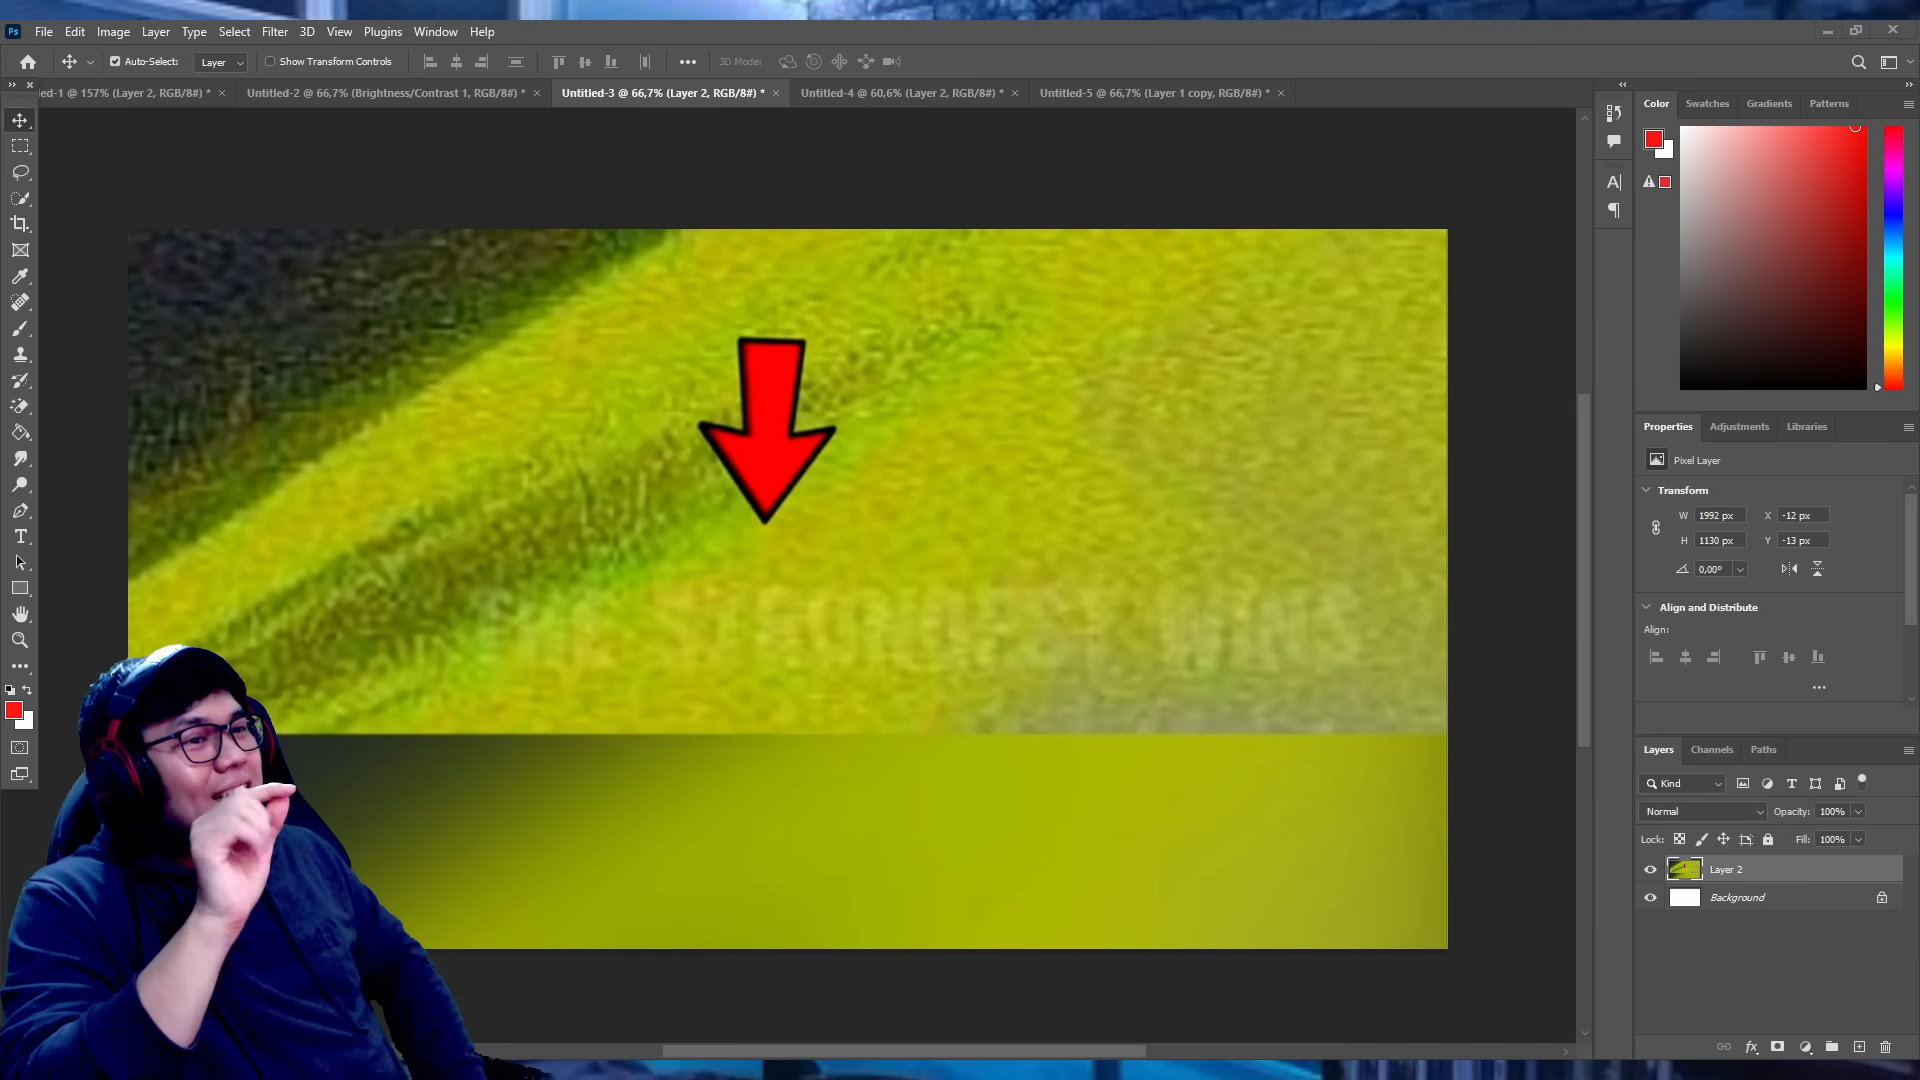 Ps File Edit Image Layer Type Select Filter 3D View Plugins Window Help
Auto-Select: Layer Show Transform Controls 3D Mode:
ed-1 @ 157% (Layer 2, RGB/8#) * Untitled-2 @ 66,7% (Brightness/Contrast 1, RGB/8#) * Untitled-3 @ 66,7% (Layer 2, RGB/8#) * Untitled-4 @ 60,6% (Layer 2, RGB/8#) * Untitled-5 @ 66,7% (Layer 1 copy, RGB/8#) *
Color Swatches Gradients Patterns
Properties Adjustments Libraries
Pixel Layer
Transform
W 1992 px X -12 px
H 1130 px Y -13 px
0,00°
Align and Distribute
Align:
Layers Channels Paths
Kind
Normal Opacity: 100%
Lock: Fill: 100%
Layer 2
Background